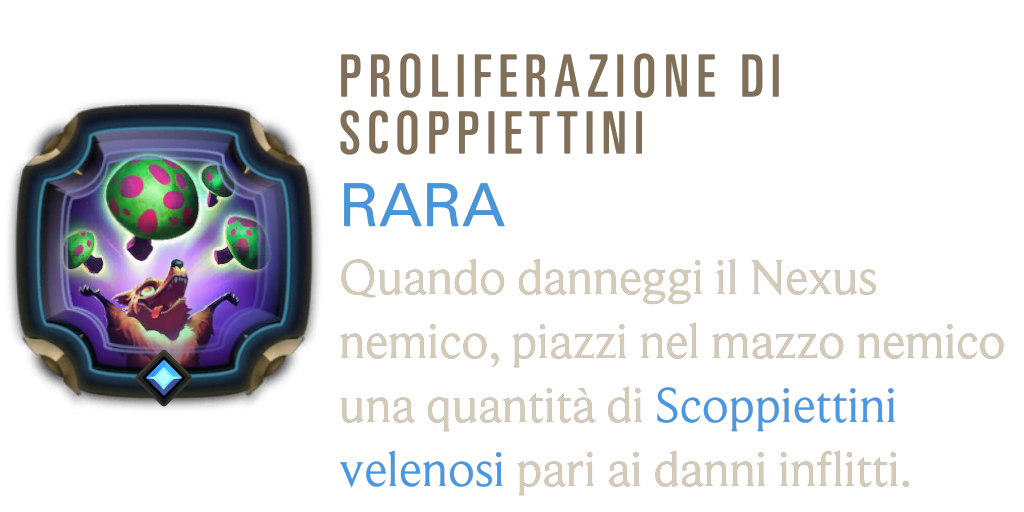 PROLIFERAZIONE DI
SCOPPIETTINI
RARA
Quando danneggi il Nexus
nemico, piazzi nel mazzo nemico
una quantità di Scoppiettini
velenosi pari ai danni inflitti.